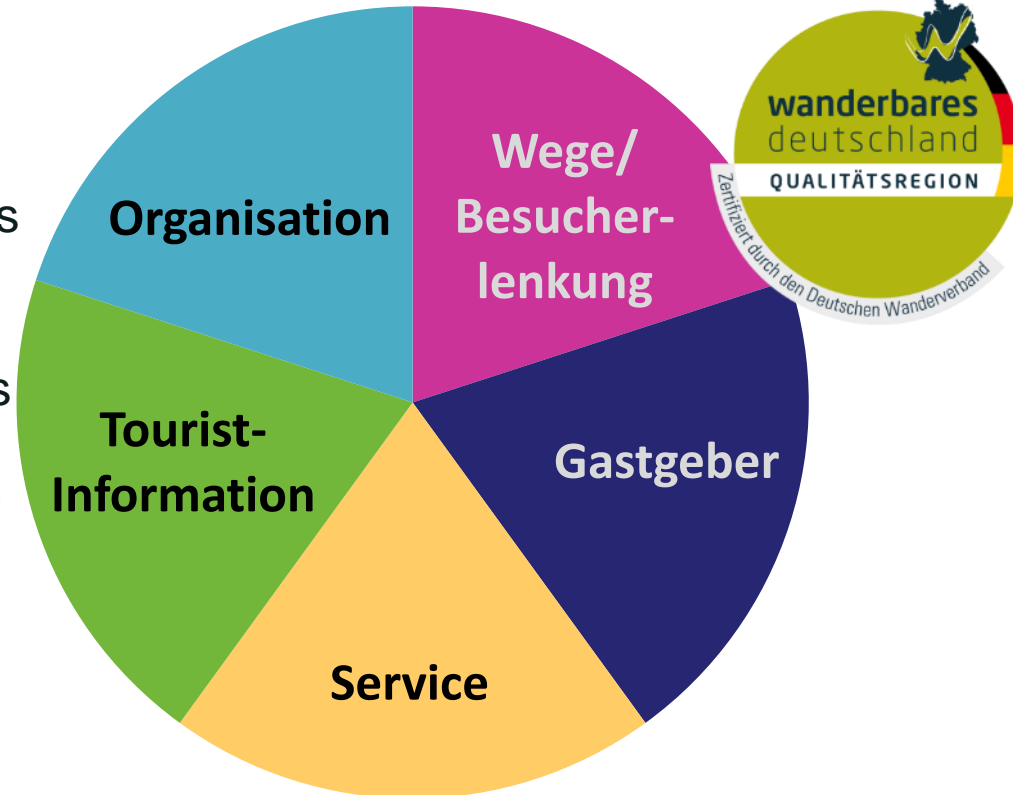 Organisation
Wege/
Besucher-
lenkung
Gastgeber
Service
Tourist-
Information
wanderbares
deutschland
QUALITÄTSREGION
Zertifiziert durch den Deutschen Wanderverband
s
s